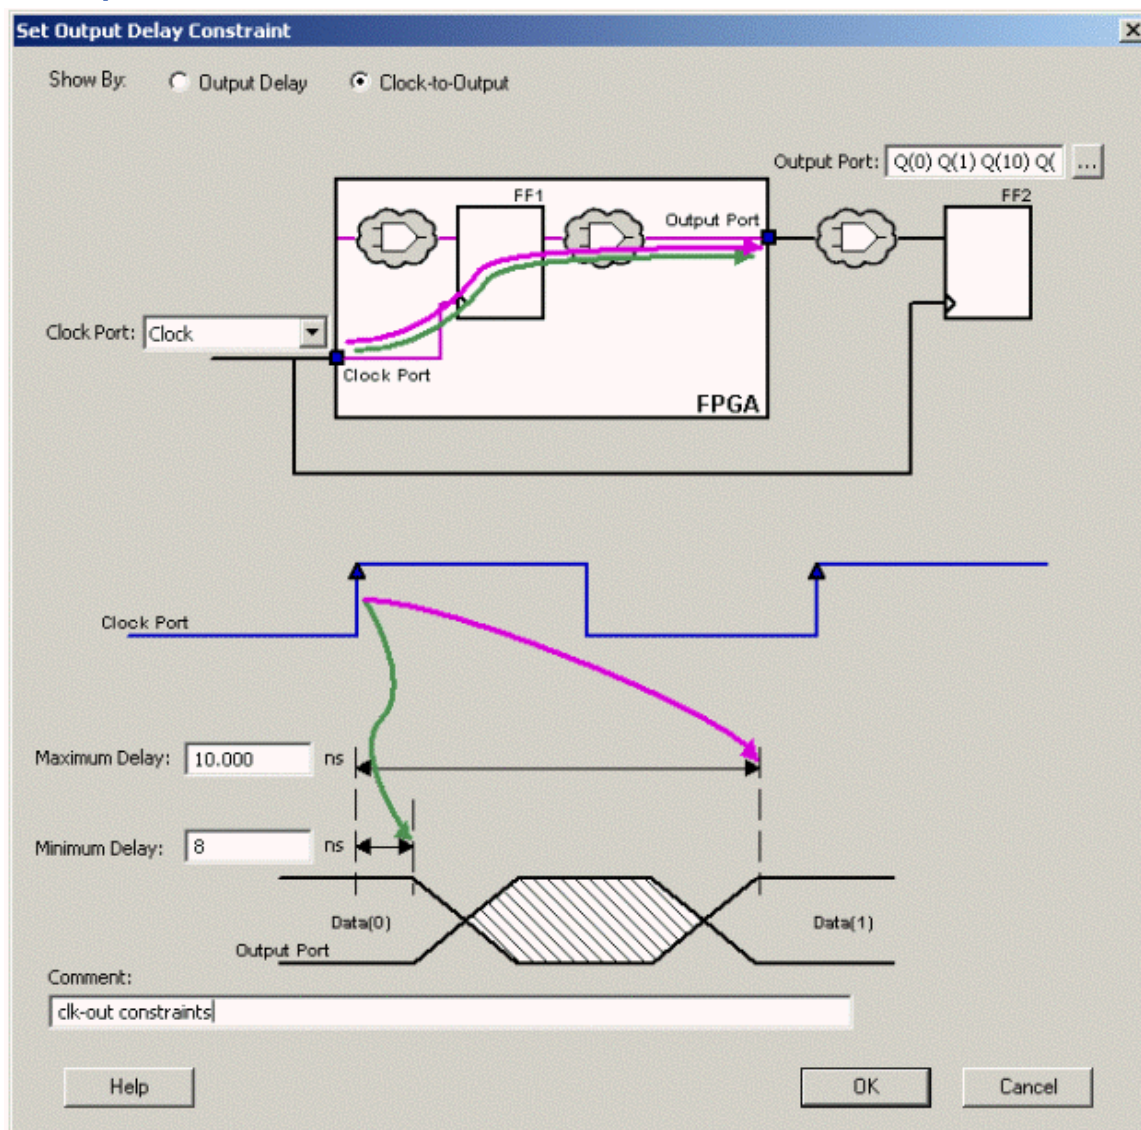 Set Output Delay Constraint
Show By: Output Delay Clock-to-Output
Output Port: Q(0) Q(1) Q(10) Q( ...
FF1 FF2
Output Port
Clock Port: Clock
Clock Port
FPGA
Clock Port
Maximum Delay: 10.000 ns
Minimum Delay: 8 ns
Data(0) Data(1)
Output Port
Comment:
clk-out constraints
Help OK Cancel